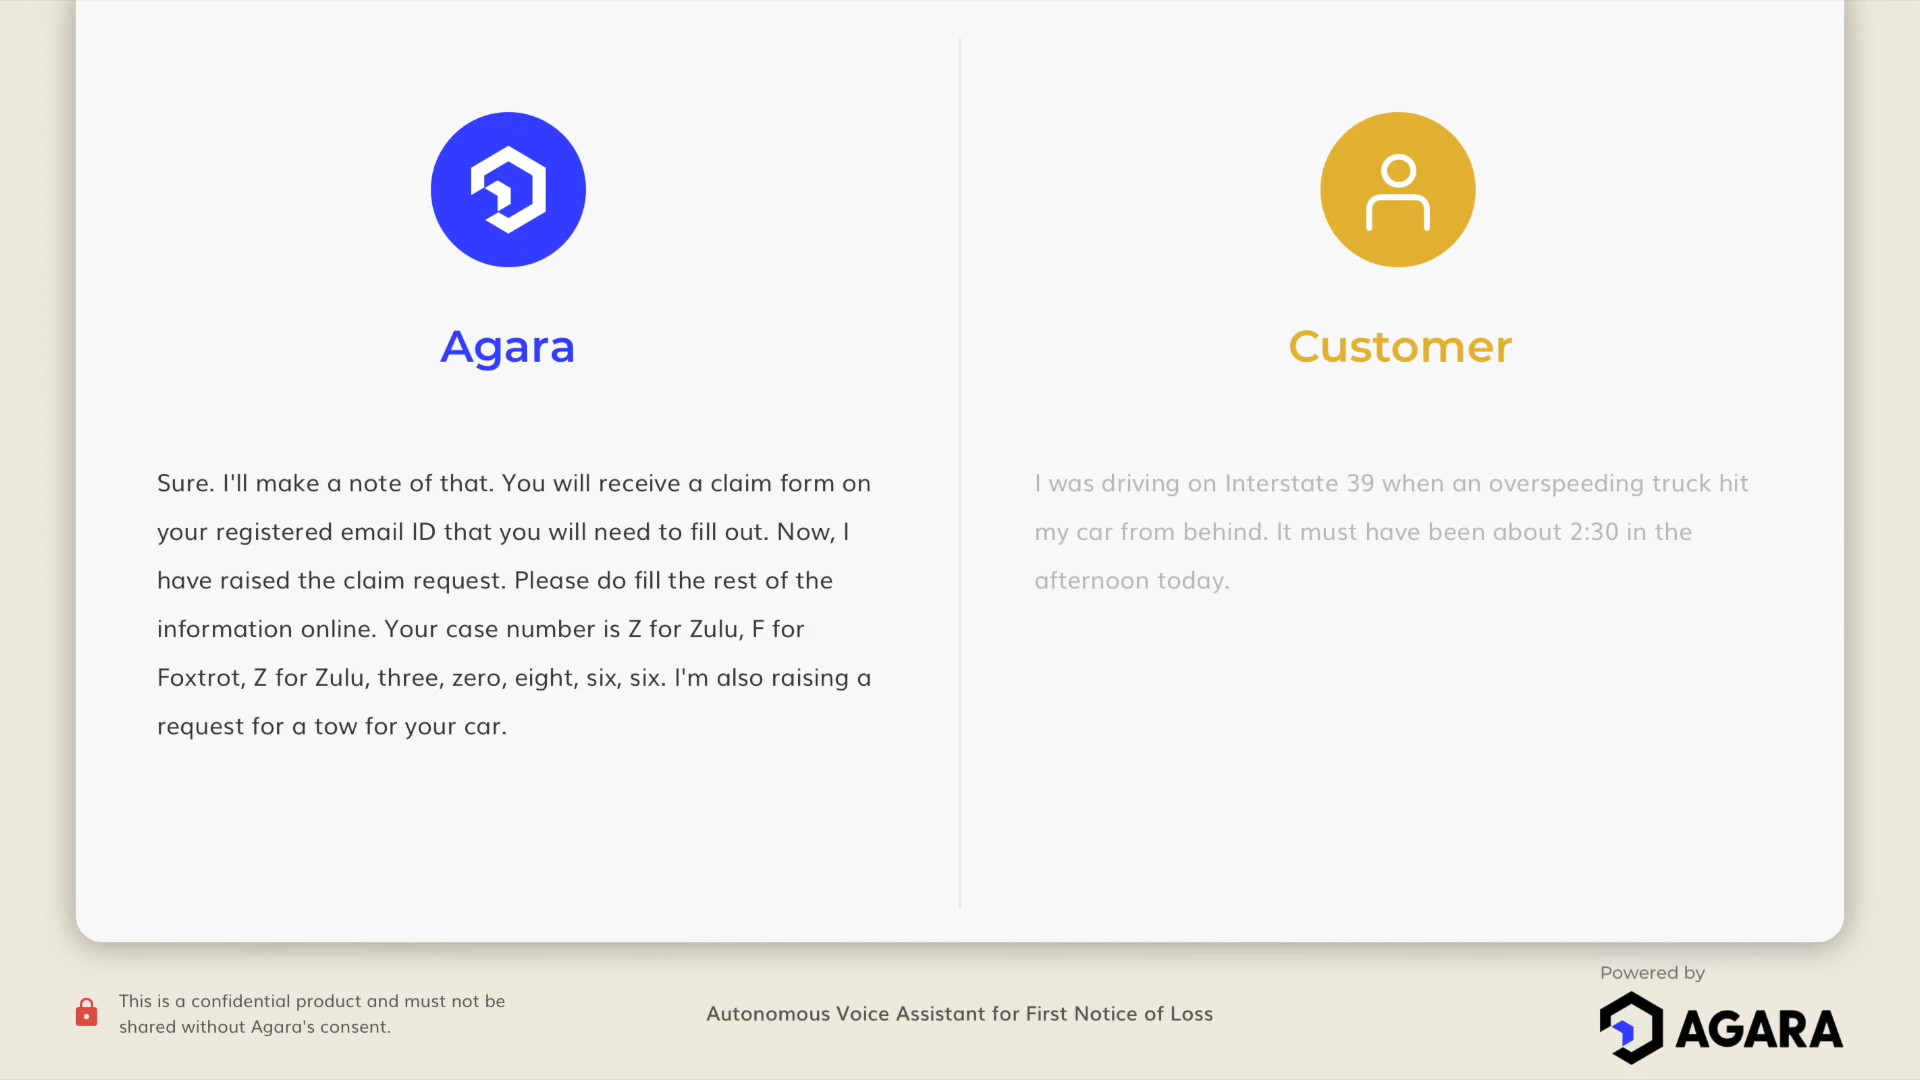 Agara
Sure. I'll make a note of that. You will receive a claim form on
your registered email ID that you will need to fill out. Now, I
have raised the claim request. Please do fill the rest of the
information online. Your case number is Z for Zulu, F for
Foxtrot, Z for Zulu, three, zero, eight, six, six. I'm also raising a
request for a tow for your car.
Customer
I was driving on Interstate 39 when an overspeeding truck hit
my car from behind. It must have been about 2:30 in the
afternoon today.
This is a confidential product and must not be
shared without Agara's consent.
Autonomous Voice Assistant for First Notice of Loss
Powered by
AGARA